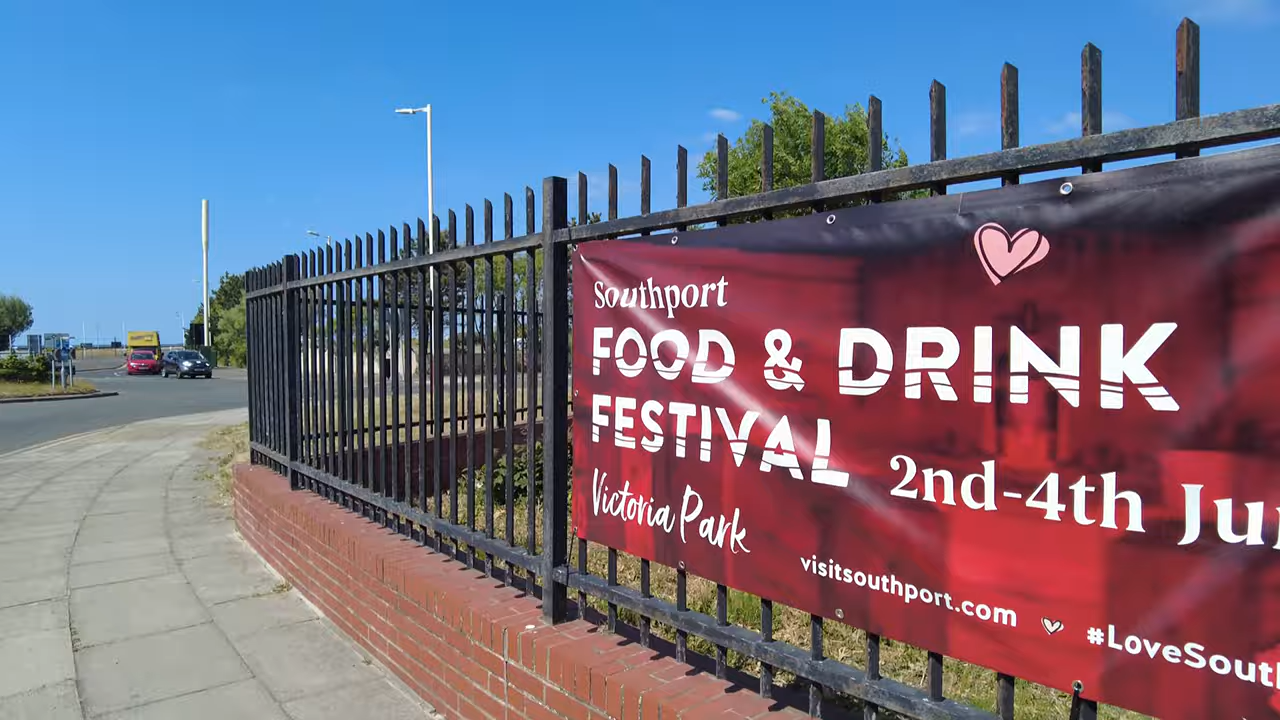 Southport
FOOD & DRINK
FESTIVAL
2nd-4th
Victoria Park
visitsouthport.com